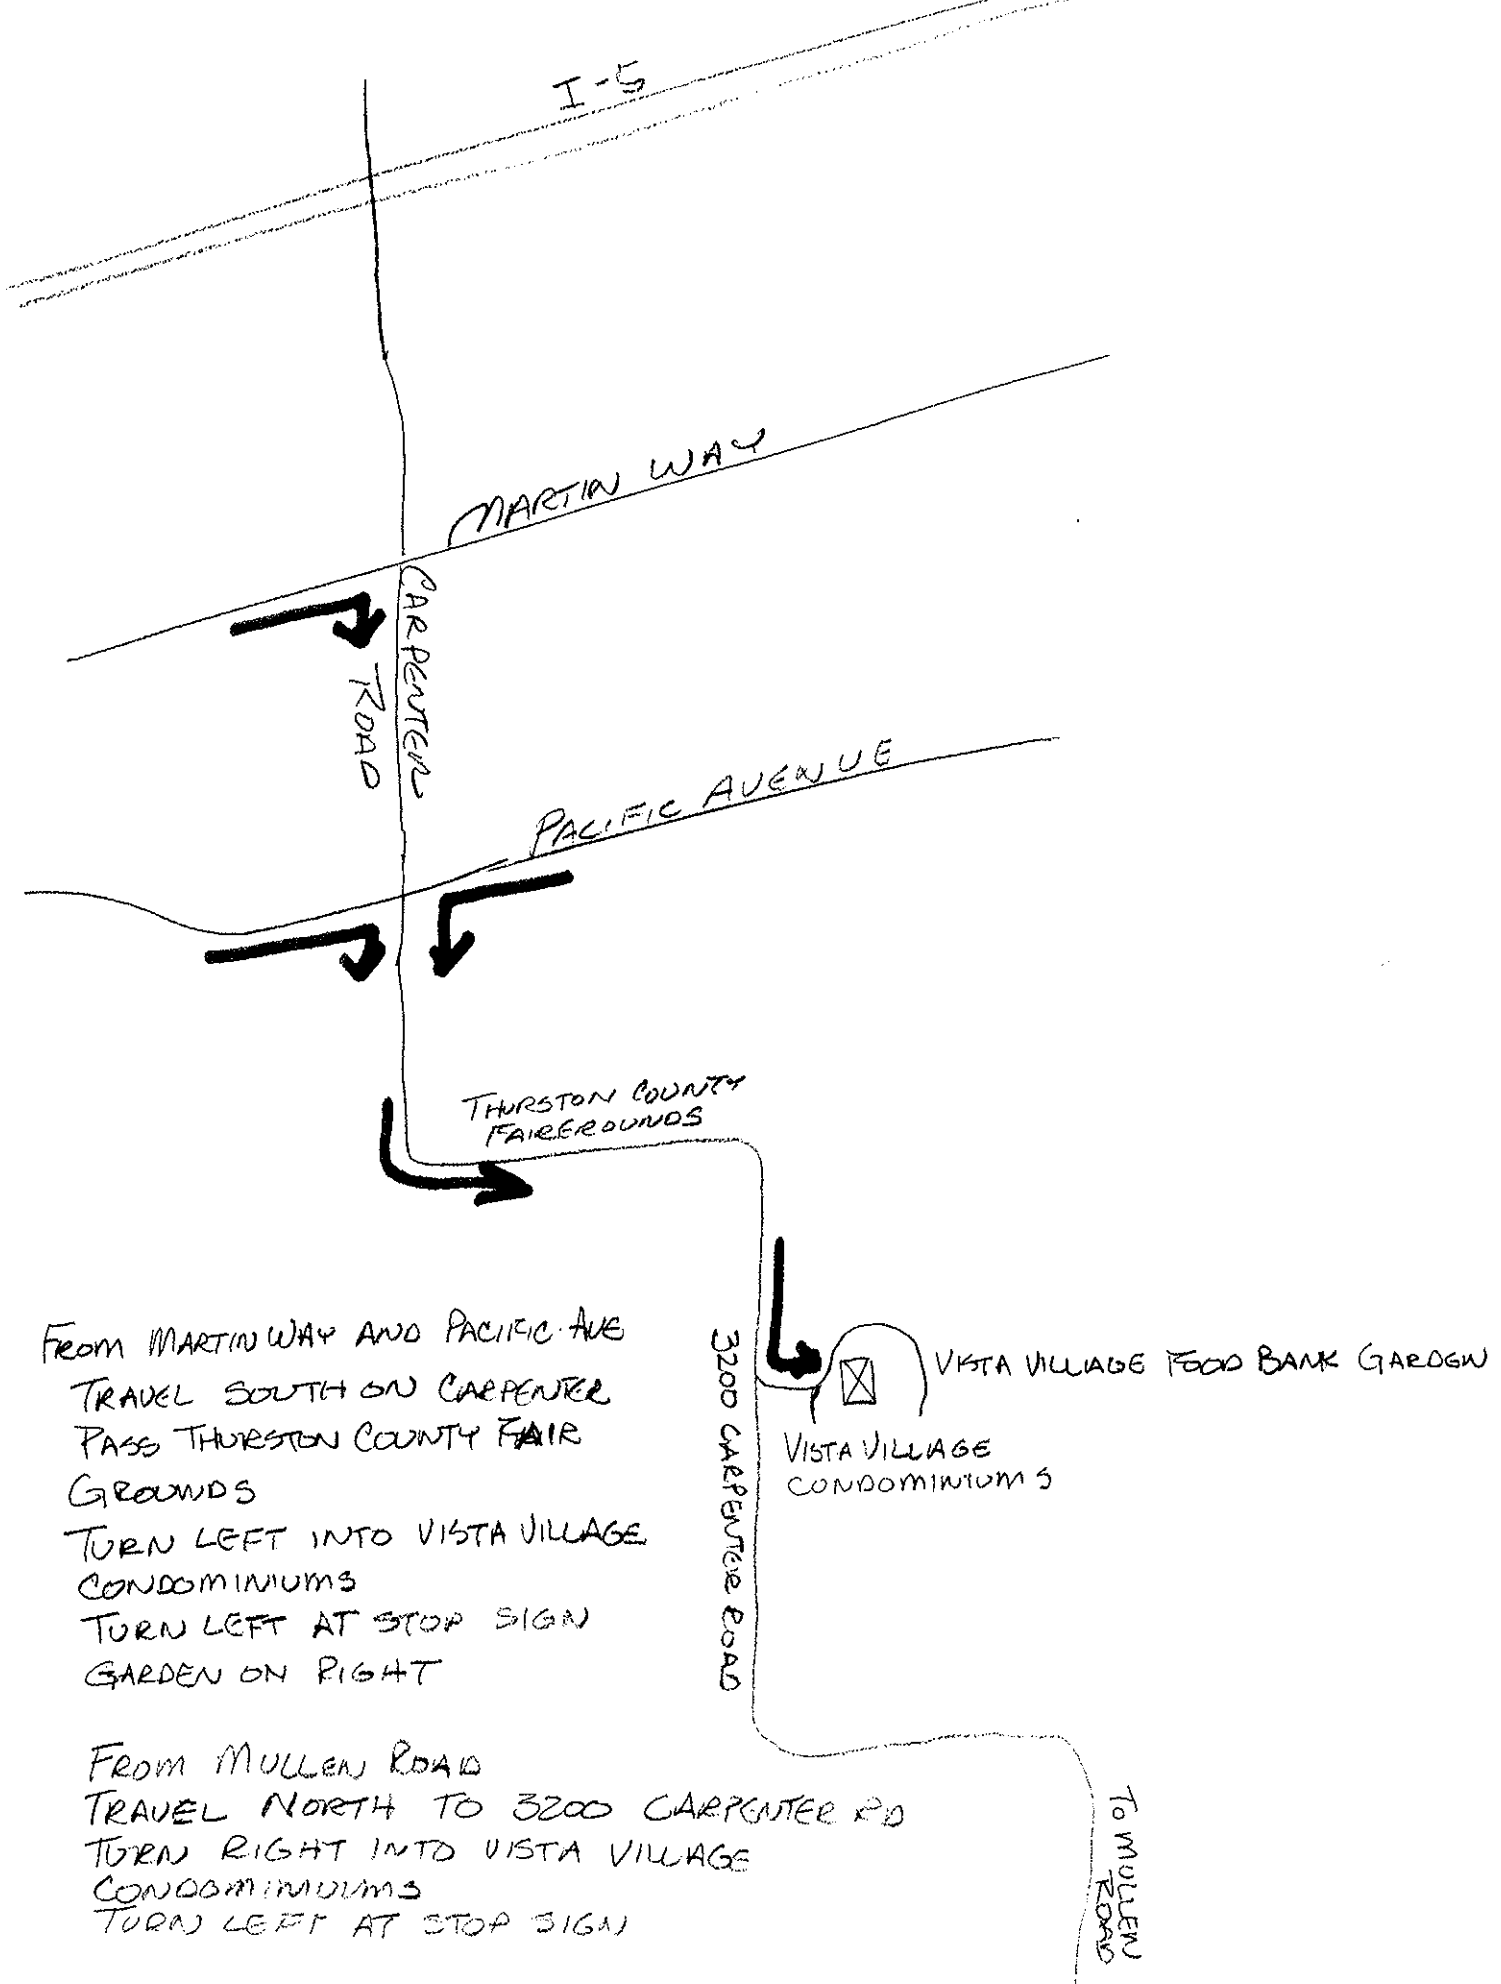 I-5
MARTIN WAY
CARPENTER
ROAD
PACIFIC AVENUE
THURSTON COUNTY
FAIRGROUNDS
FROM MARTIN WAY AND PACIFIC AVE
TRAVEL SOUTH ON CARPENTER
PASS THURSTON COUNTY FAIR
GROUNDS
TURN LEFT INTO VISTA VILLAGE
CONDOMINIUMS
TURN LEFT AT STOP SIGN
GARDEN ON RIGHT
3200 CARPENTER ROAD
VISTA VILLAGE FOOD BANK GARDEN
VISTA VILLAGE
CONDOMINIUMS
FROM MULLEN ROAD
TRAVEL NORTH TO 3200 CARPENTER RD
TURN RIGHT INTO VISTA VILLAGE
CONDOMINIUMS
TURN LEFT AT STOP SIGN
TO MULLEN
ROAD